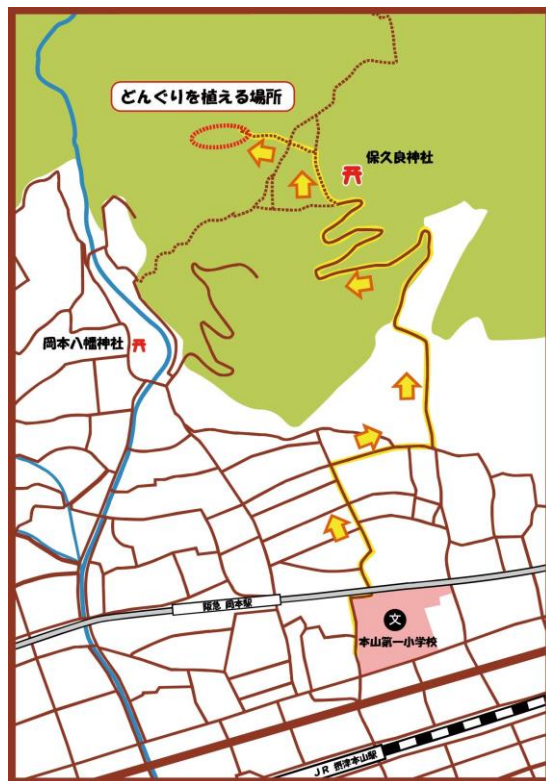 どんぐりを植える場所
保久良神社
岡本八幡神社
阪急 岡本駅
文
本山第一小学校
JR 摂津本山駅